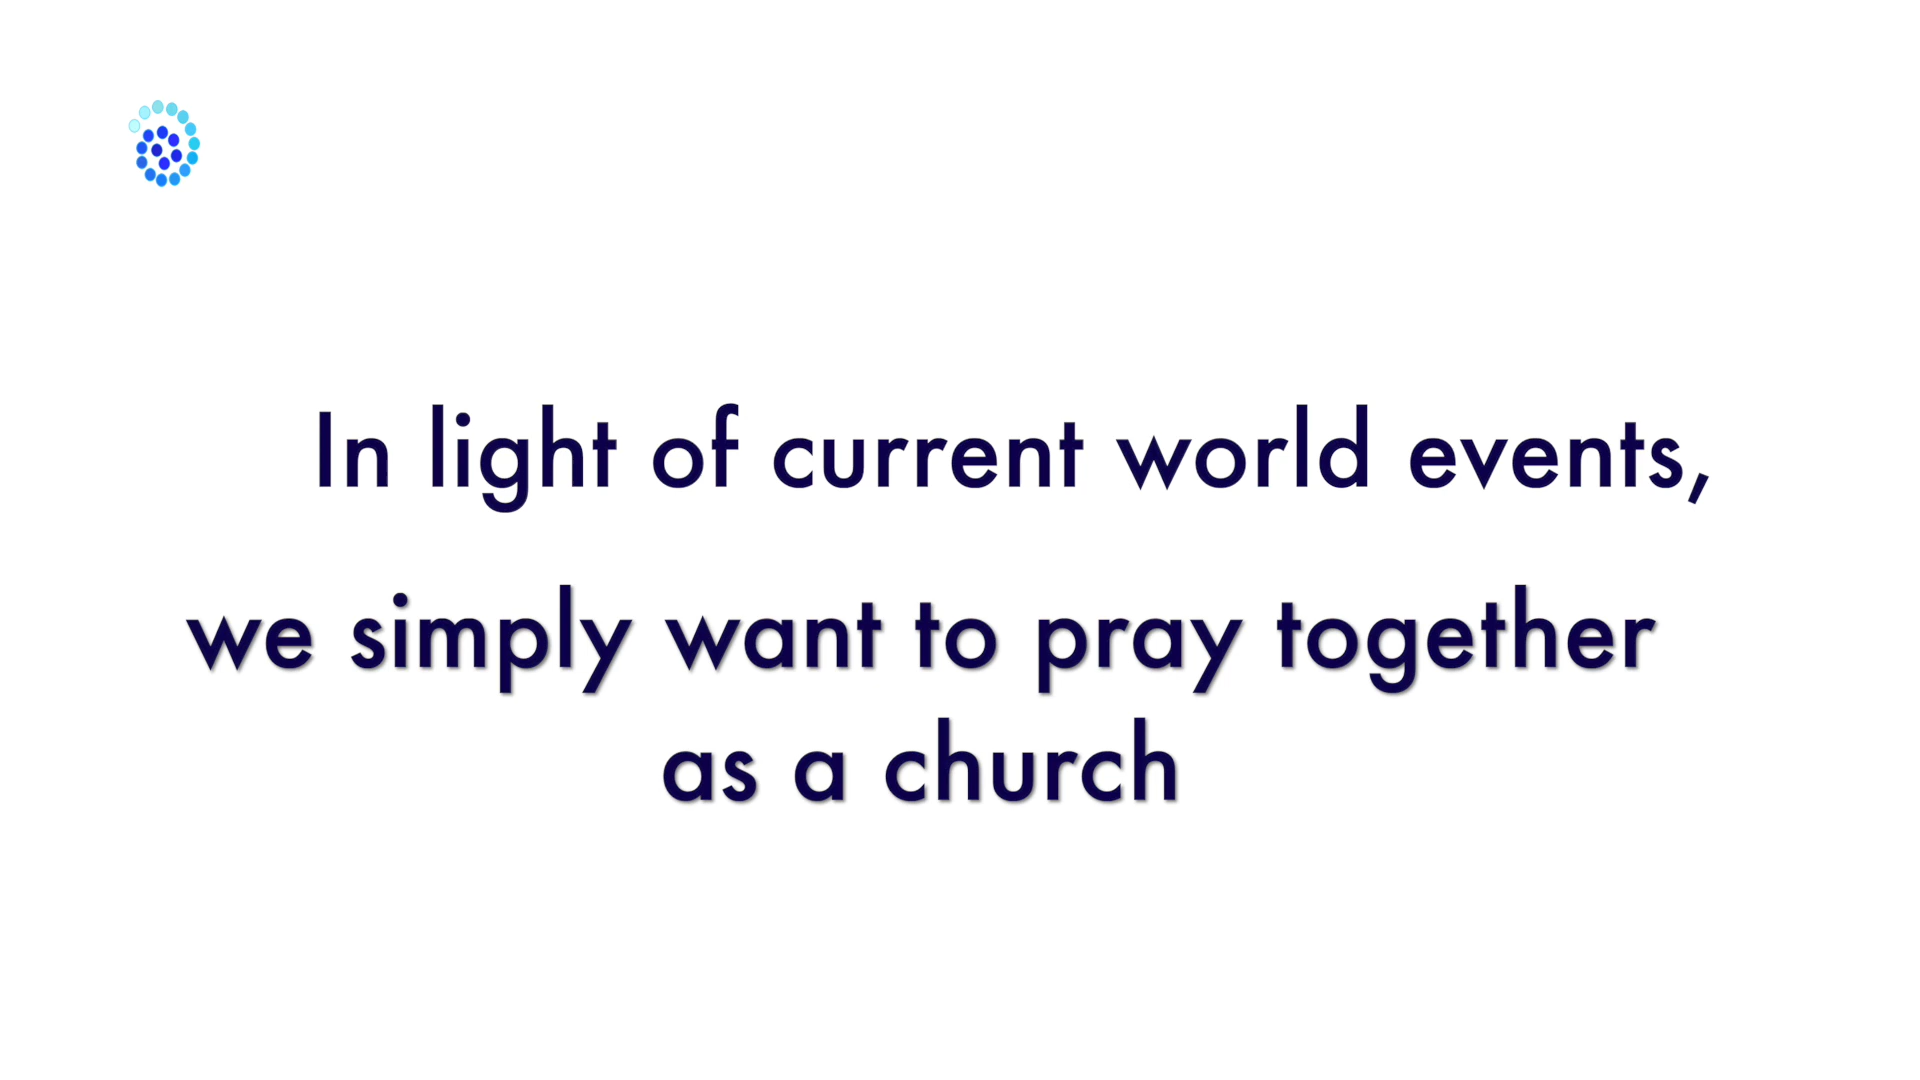 In light of current world events,
we simply want to pray together
as a church